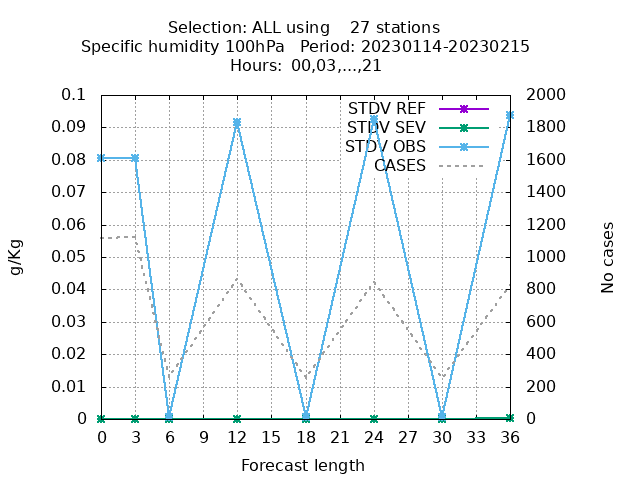 Selection: ALL using    27 stations
Specific humidity 100hPa   Period: 20230114-20230215
Hours:  00,03,...,21
STDV REF
STDV SEV
STDV OBS
CASES
0.1
0.09
0.08
0.07
0.06
0.05
0.04
0.03
0.02
0.01
0
2000
1800
1600
1400
1200
1000
800
600
400
200
0
g/Kg
No cases
0 3 6 9 12 15 18 21 24 27 30 33 36
Forecast length